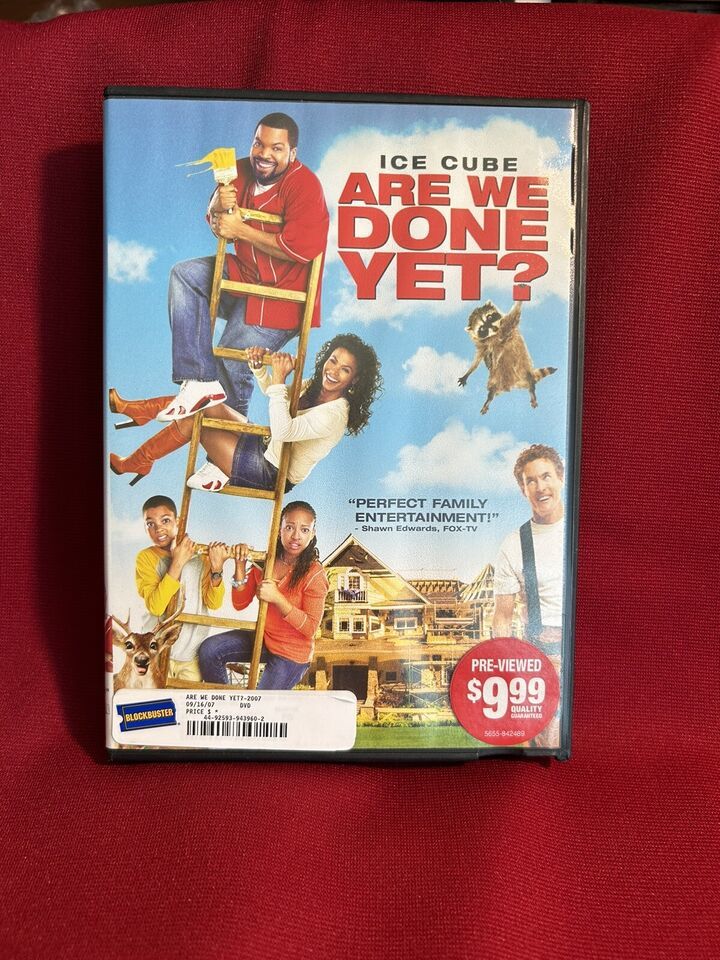 ICE CUBE
ARE WE
DONE
YET?
“PERFECT FAMILY
ENTERTAINMENT!”
- Shawn Edwards, FOX-TV
PRE-VIEWED
$9.99
QUALITY
GUARANTEED
5655-842469
BLOCKBUSTER
ARE WE DONE YET?-2007
09/16/07 DVD
PRICE $ *
44-92593-943960-2